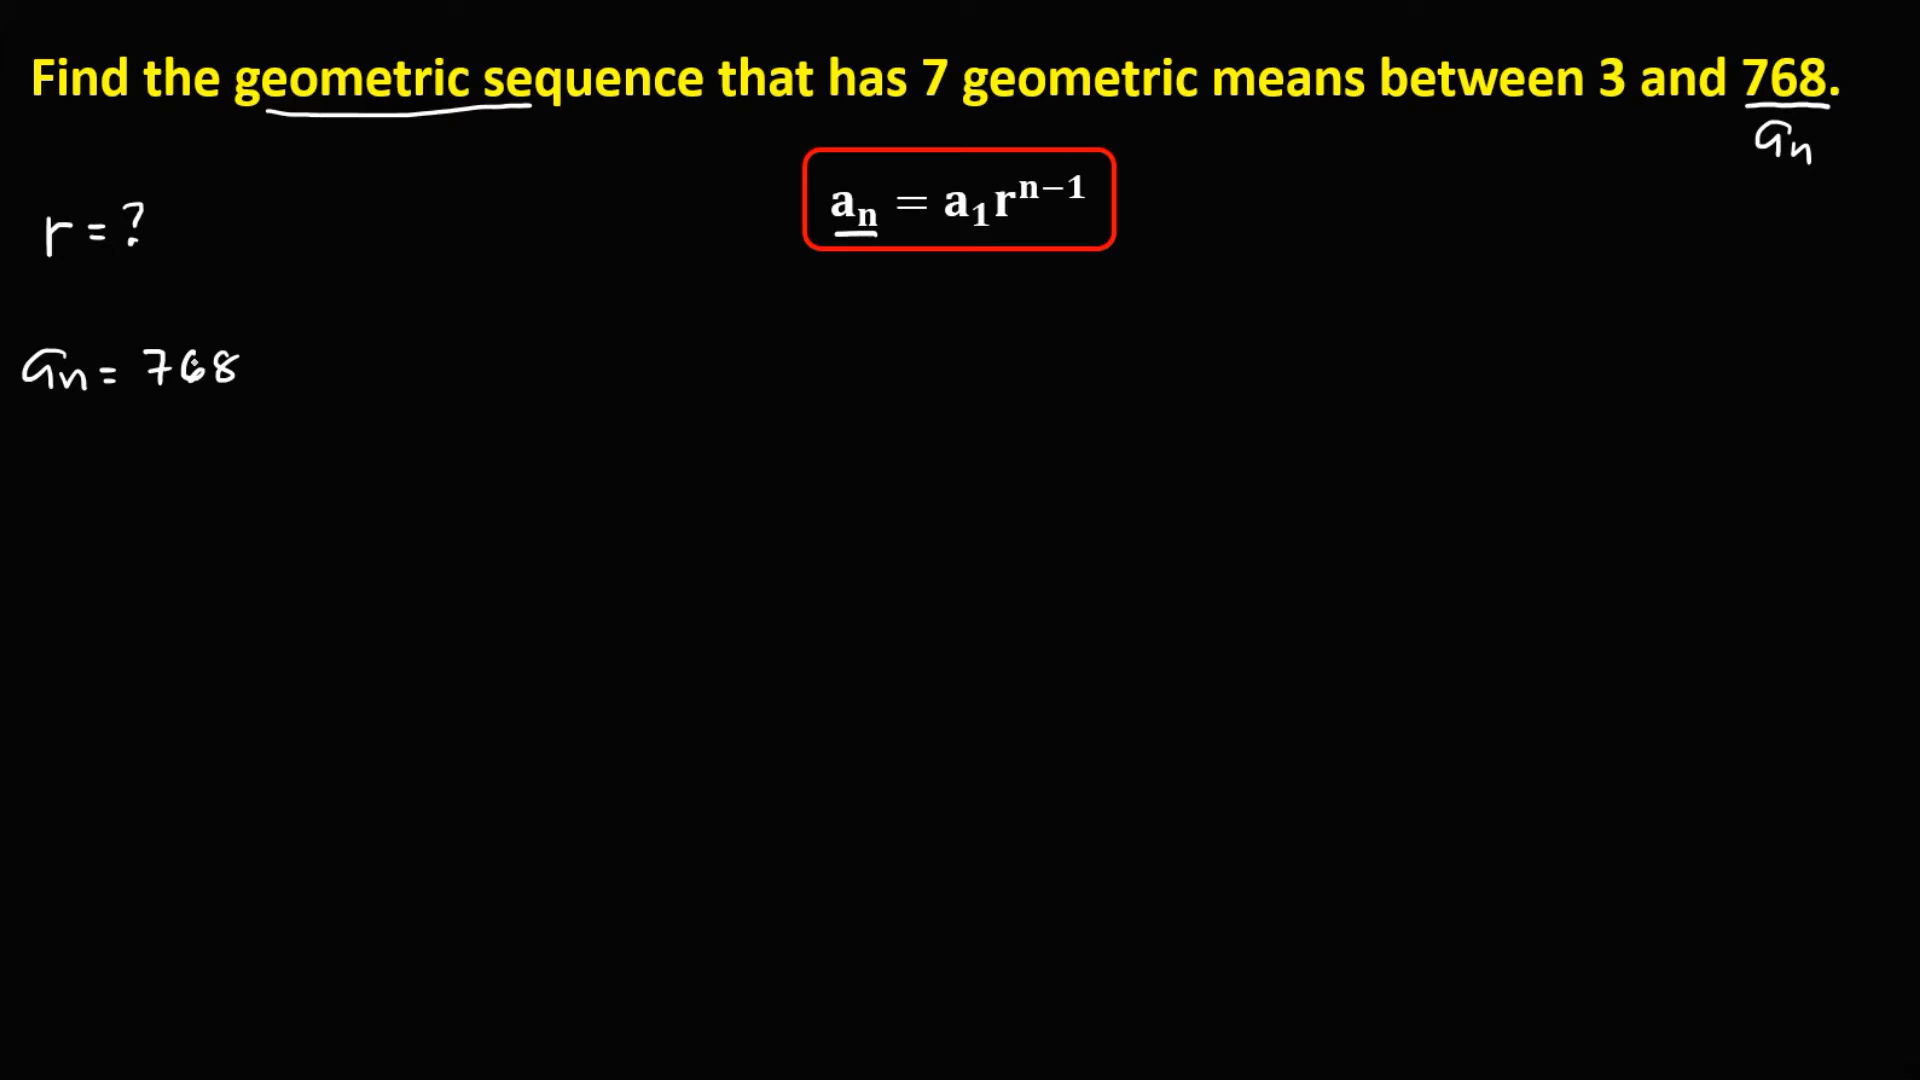 Find the geometric sequence that has 7 geometric means between 3 and 768.
aₙ
aₙ = a₁rⁿ⁻¹
r = ?
aₙ = 768